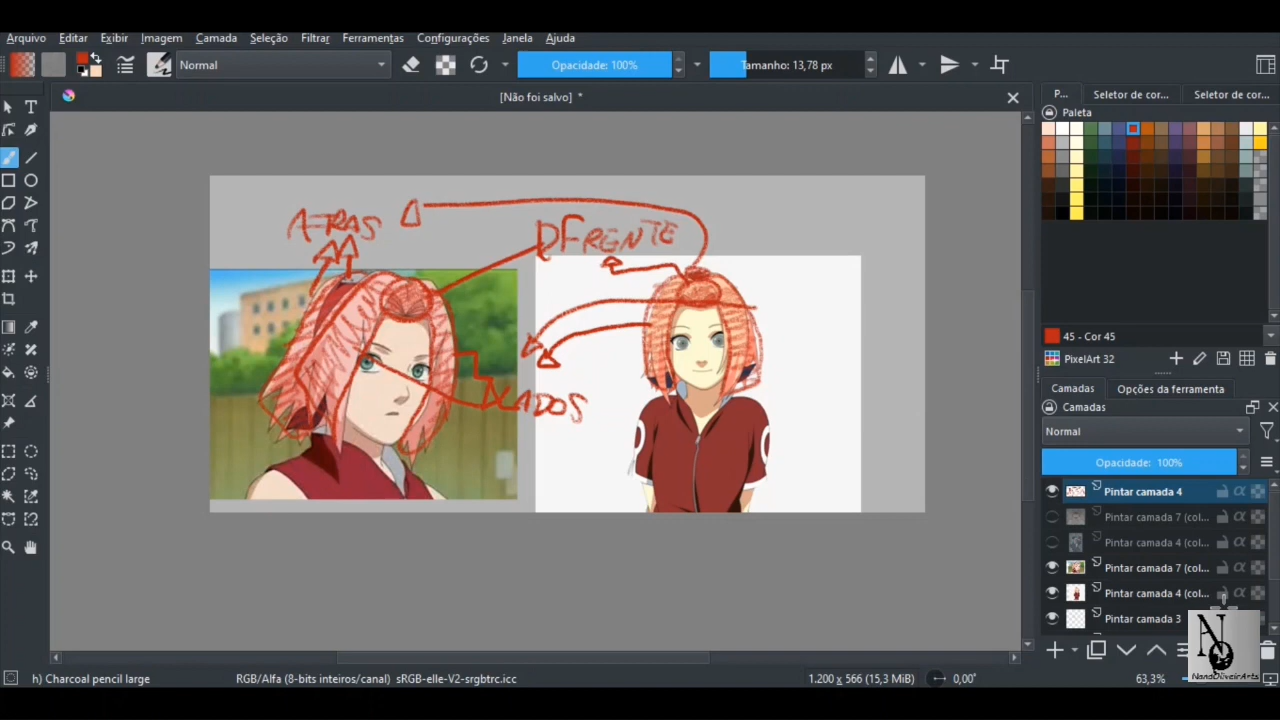 Arquivo Editar Exibir Imagem Camada Seleção Filtrar Ferramentas Configurações Janela Ajuda
Normal Opacidade: 100% Tamanho: 13,78 px
[Não foi salvo] *
P... Seletor de cor... Seletor de cor...
Paleta
ATRAS
DFRENTE
LADOS
45 - Cor 45
PixelArt 32
Camadas Opções da ferramenta
Camadas
Normal
Opacidade: 100%
Pintar camada 4
Pintar camada 7 (col...
Pintar camada 4 (col...
Pintar camada 7 (col...
Pintar camada 4 (col...
Pintar camada 3
NandOliveirArts
h) Charcoal pencil large RGB/Alfa (8-bits inteiros/canal) sRGB-elle-V2-srgbtrc.icc 1.200 x 566 (15,3 MiB) 0,00° 63,3%